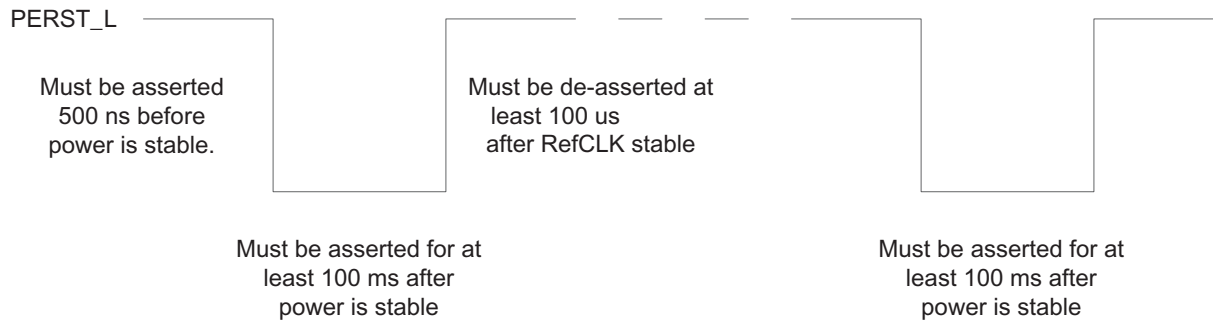 PERST_L
Must be asserted
500 ns before
power is stable.
Must be de-asserted at
least 100 us
after RefCLK stable
Must be asserted for at
least 100 ms after
power is stable
Must be asserted for at
least 100 ms after
power is stable